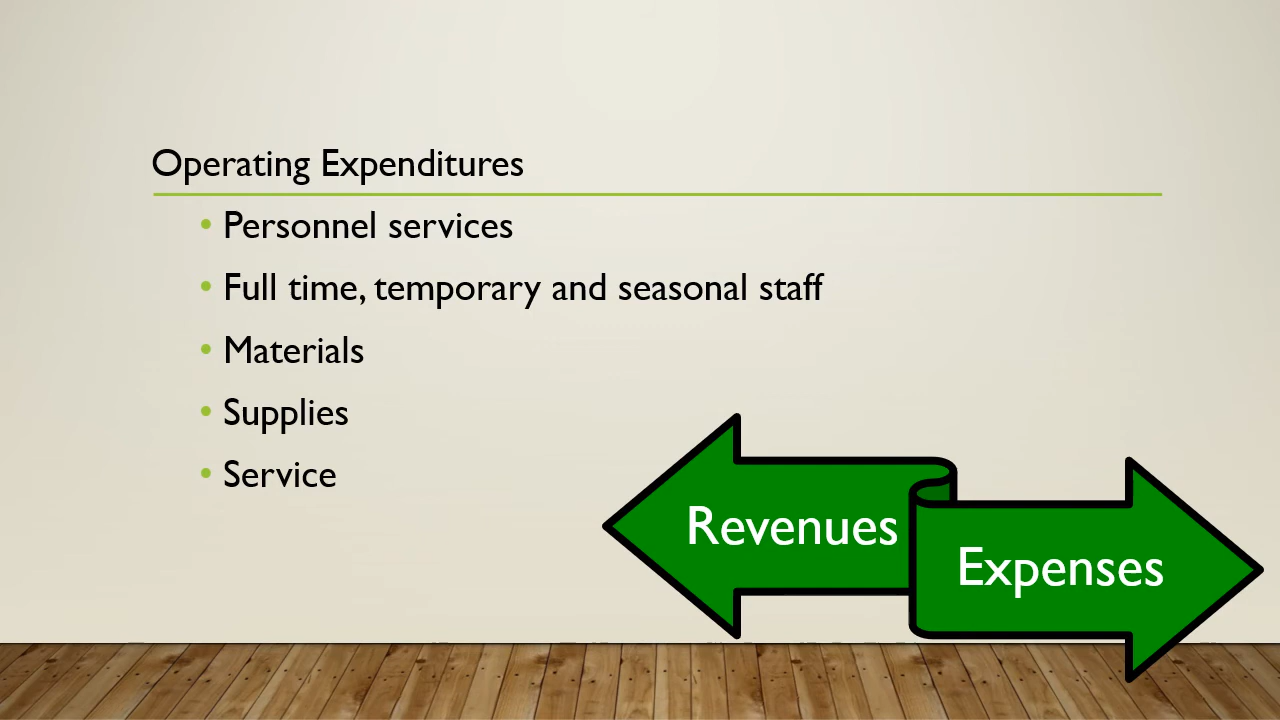 Operating Expenditures
• Personnel services
• Full time, temporary and seasonal staff
• Materials
• Supplies
• Service
Revenues
Expenses